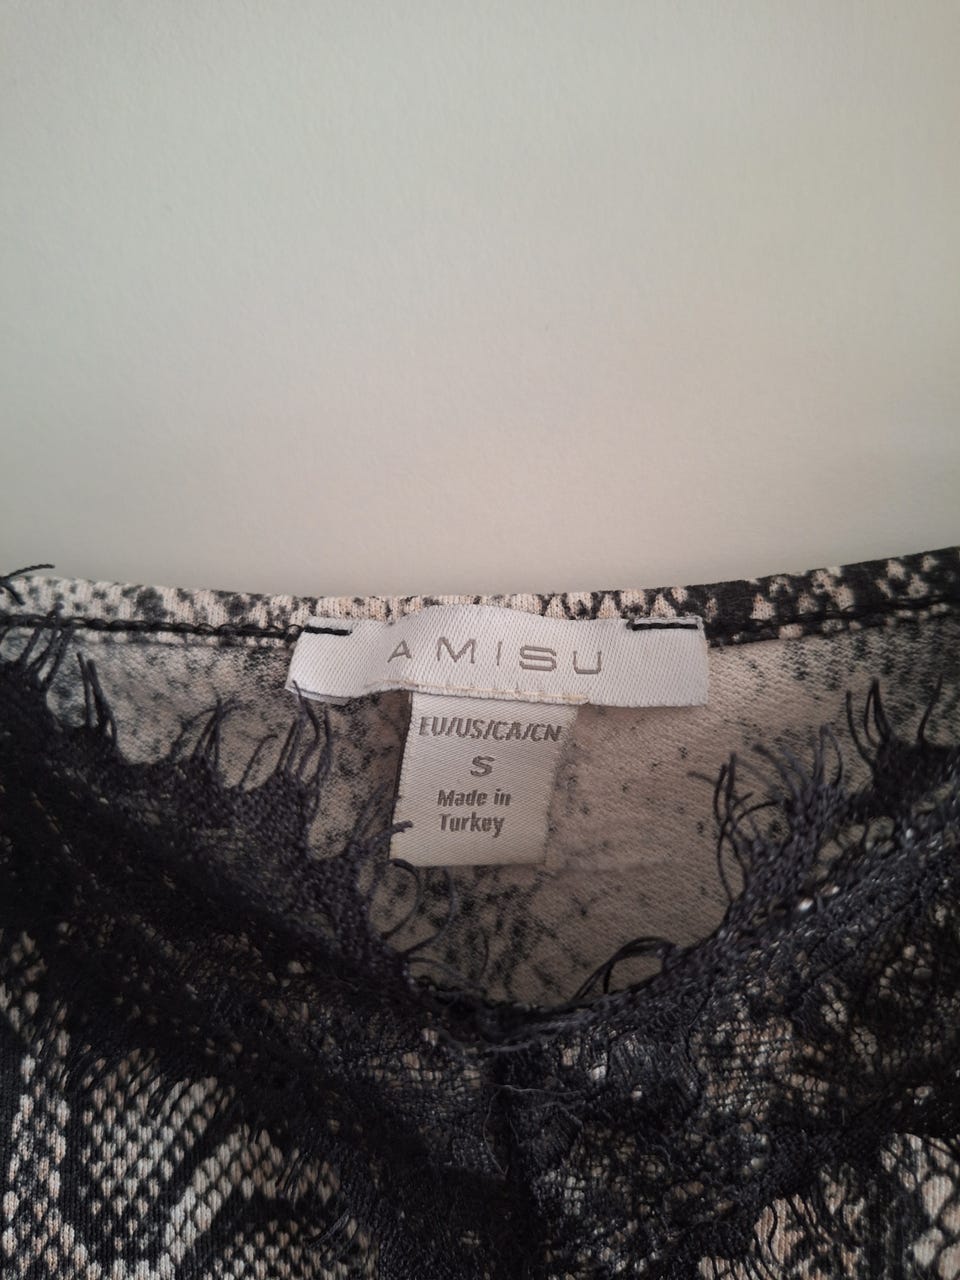 AMISU
EU/US/CA/CN
S
Made in
Turkey